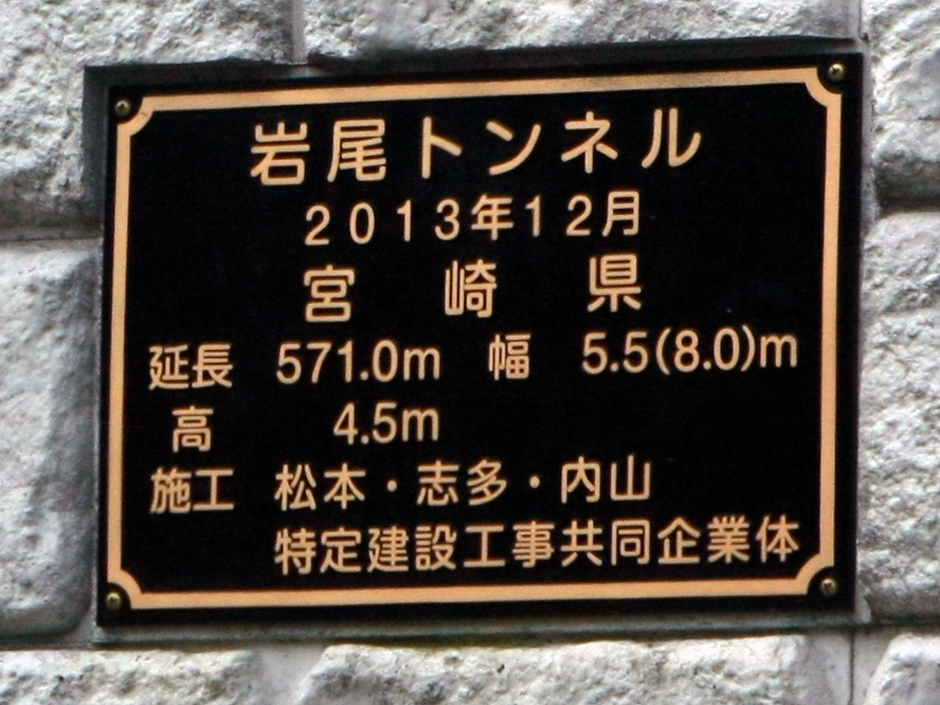 岩尾トンネル
2013年12月
宮崎県
延長 571.0m 幅 5.5(8.0)m
高 4.5m
施工 松本・志多・内山
特定建設工事共同企業体